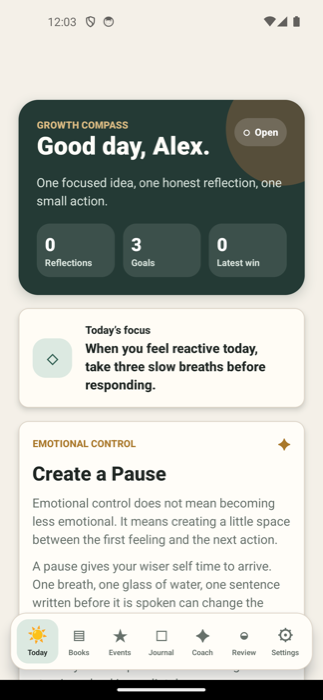 12:03
GROWTH COMPASS
Good day, Alex.
Open
One focused idea, one honest reflection, one
small action.
0
Reflections
3
Goals
0
Latest win
Today's focus
When you feel reactive today,
take three slow breaths before
responding.
EMOTIONAL CONTROL
Create a Pause
Emotional control does not mean becoming
less emotional. It means creating a little space
between the first feeling and the next action.
A pause gives your wiser self time to arrive.
One breath, one glass of water, one sentence
written before it is spoken can change the
Today
Books
Events
Journal
Coach
Review
Settings